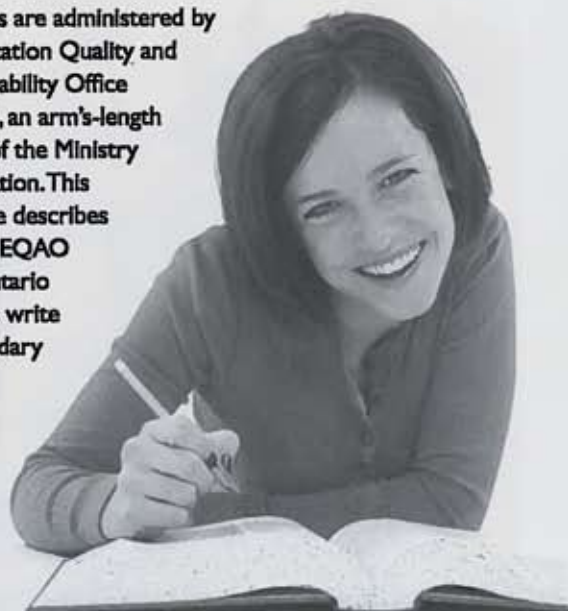 s are administered by
ation Quality and
ability Office
, an arm's-length
f the Ministry
tion. This
e describes
EQAO
tario
write
dary